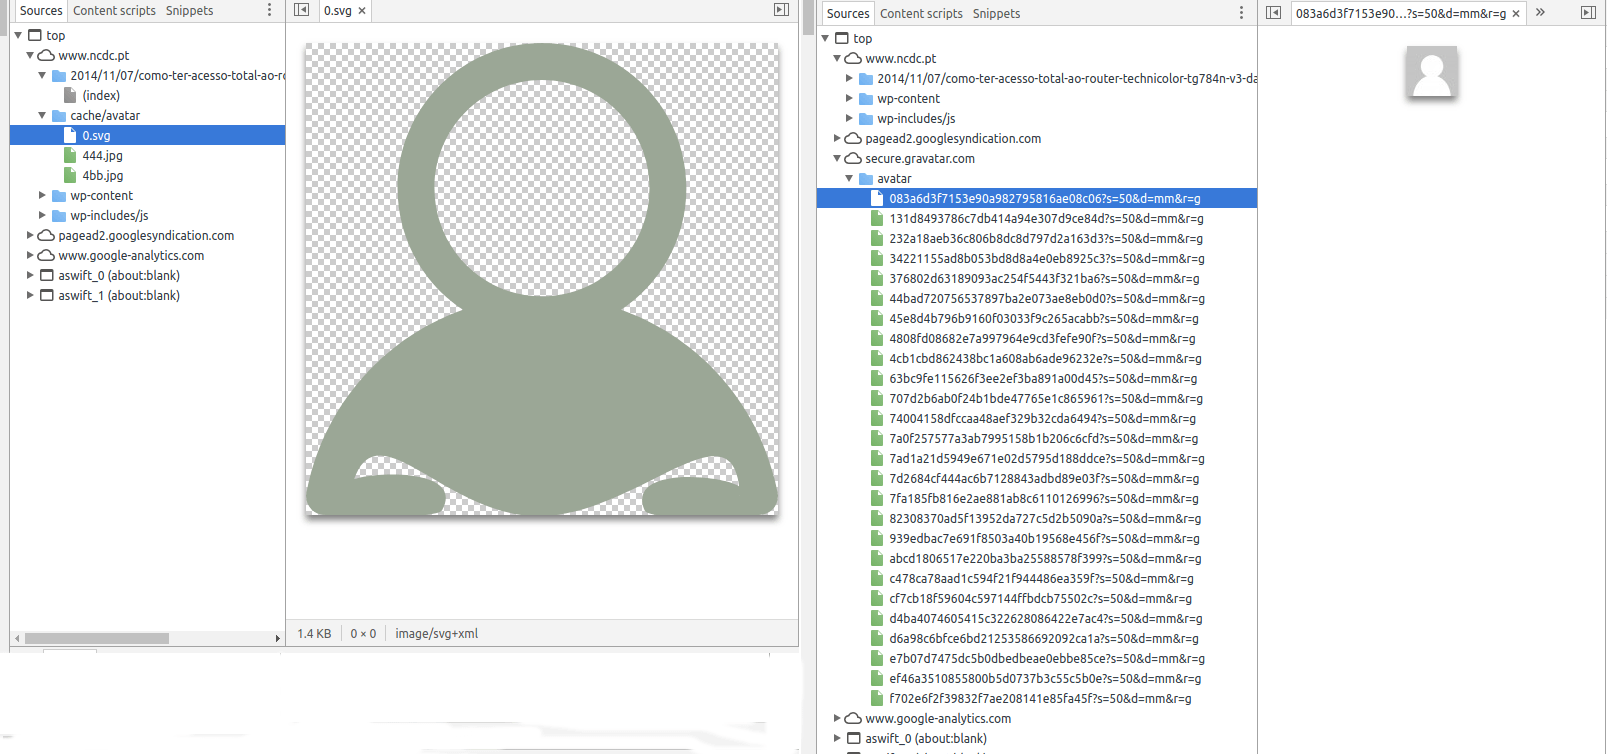 Sources Content scripts Snippets
top
www.ncdc.pt
2014/11/07/como-ter-acesso-total-ao-ro
(index)
cache/avatar
0.svg
444.jpg
4bb.jpg
wp-content
wp-includes/js
pagead2.googlesyndication.com
www.google-analytics.com
aswift_0 (about:blank)
aswift_1 (about:blank)
0.svg ×
1.4 KB 0 × 0 image/svg+xml
Sources Content scripts Snippets
top
www.ncdc.pt
2014/11/07/como-ter-acesso-total-ao-router-technicolor-tg784n-v3-da
wp-content
wp-includes/js
pagead2.googlesyndication.com
secure.gravatar.com
avatar
083a6d3f7153e90a982795816ae08c06?s=50&d=mm&r=g
131d8493786c7db414a94e307d9ce84d?s=50&d=mm&r=g
232a18aeb36c806b8dc8d797d2a163d3?s=50&d=mm&r=g
34221155ad8b053bd8d8a4e0eb8925c3?s=50&d=mm&r=g
376802d63189093ac254f5443f321ba6?s=50&d=mm&r=g
44bad720756537897ba2e073ae8eb0d0?s=50&d=mm&r=g
45e8d4b796b9160f03033f9c265acabb?s=50&d=mm&r=g
4808fd08682e7a997964e9cd3fefe90f?s=50&d=mm&r=g
4cb1cbd862438bc1a608ab6ade96232e?s=50&d=mm&r=g
63bc9fe115626f3ee2ef3ba891a00d45?s=50&d=mm&r=g
707d2b6ab0f24b1bde47765e1c865961?s=50&d=mm&r=g
74004158dfccaa48aef329b32cda6494?s=50&d=mm&r=g
7a0f257577a3ab7995158b1b206c6cfd?s=50&d=mm&r=g
7ad1a21d5949e671e02d5795d188ddce?s=50&d=mm&r=g
7d2684cf444ac6b7128843adbd89e03f?s=50&d=mm&r=g
7fa185fb816e2ae881ab8c6110126996?s=50&d=mm&r=g
82308370ad5f13952da727c5d2b5090a?s=50&d=mm&r=g
939edbac7e691f8503a40b19568e456f?s=50&d=mm&r=g
abcd1806517e220ba3ba25588578f399?s=50&d=mm&r=g
c478ca78aad1c594f21f944486ea359f?s=50&d=mm&r=g
cf7cb18f59604c597144ffbdcb75502c?s=50&d=mm&r=g
d4ba4074605415c322628086422e7ac4?s=50&d=mm&r=g
d6a98c6bfce6bd21253586692092ca1a?s=50&d=mm&r=g
e7b07d7475dc5b0dbedbeae0ebbe85ce?s=50&d=mm&r=g
ef46a3510855800b5d0737b3c55c5b0e?s=50&d=mm&r=g
f702e6f2f39832f7ae208141e85fa45f?s=50&d=mm&r=g
www.google-analytics.com
aswift_0 (about:blank)
083a6d3f7153e90...?s=50&d=mm&r=g × »